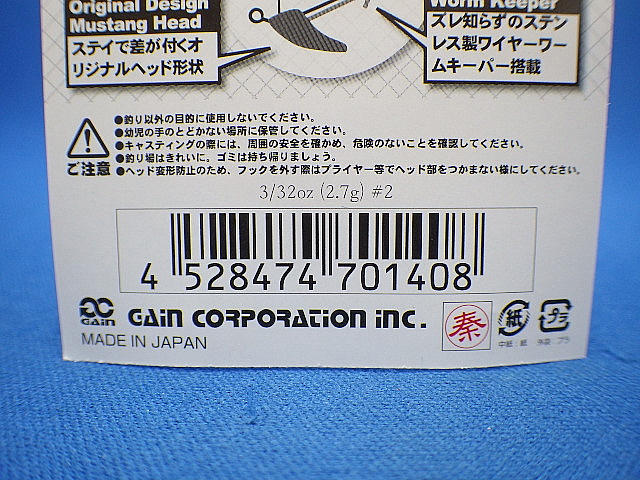 Original Design
Mustang Head
ステイで差が付くオ
リジナルヘッド形状
Worm Keeper
ズレ知らずのステン
レス製ワイヤーワー
ムキーパー搭載
ご注意
●釣り以外の目的に使用しないでください。
●幼児の手のとどかない場所に保管してください。
●キャスティングの際には、周囲の安全を確かめ、危険のないことを確認してください。
●釣り場はきれいに。ゴミは持ち帰りましょう。
●ヘッド変形防止のため、フックを外す際はプライヤー等でヘッド部をつかまない様にしてください。
3/32oz (2.7g) #2
4 528474 701408
GAIN
GAIN CORPORATION INC.
MADE IN JAPAN
秦
紙
プラ
中紙：紙
外袋：プラ